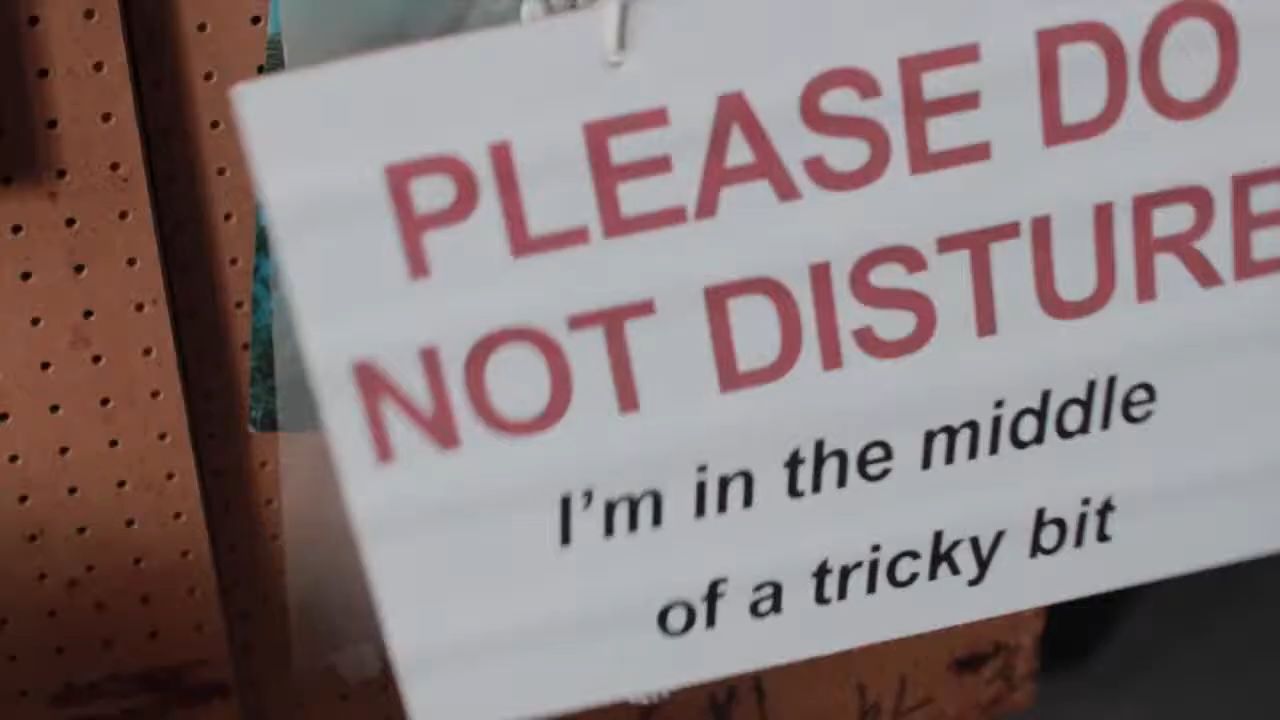 PLEASE DO
NOT DISTURB
I'm in the middle
of a tricky bit